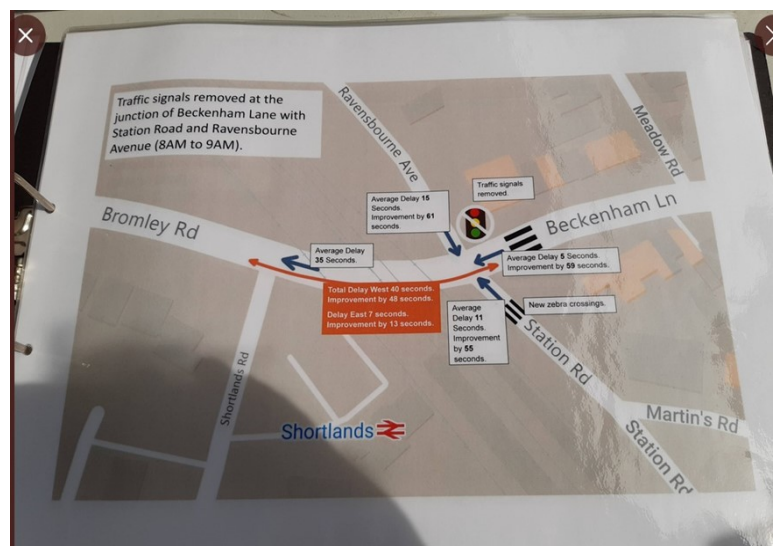 Traffic signals removed at the
junction of Beckenham Lane with
Station Road and Ravensbourne
Avenue (8AM to 9AM).
Ravensbourne Ave
Meadow Rd
Traffic signals
removed.
Average Delay 15
Seconds.
Improvement by 61
seconds.
Beckenham Ln
Bromley Rd
Average Delay
35 Seconds.
Average Delay 5 Seconds.
Improvement by 59 seconds.
Total Delay West 40 seconds.
Improvement by 48 seconds.
Delay East 7 seconds.
Improvement by 13 seconds.
Average
Delay 11
Seconds.
Improvement
by 55
seconds.
New zebra crossings.
Station Rd
Shortlands Rd
Martin's Rd
Shortlands
Station Rd